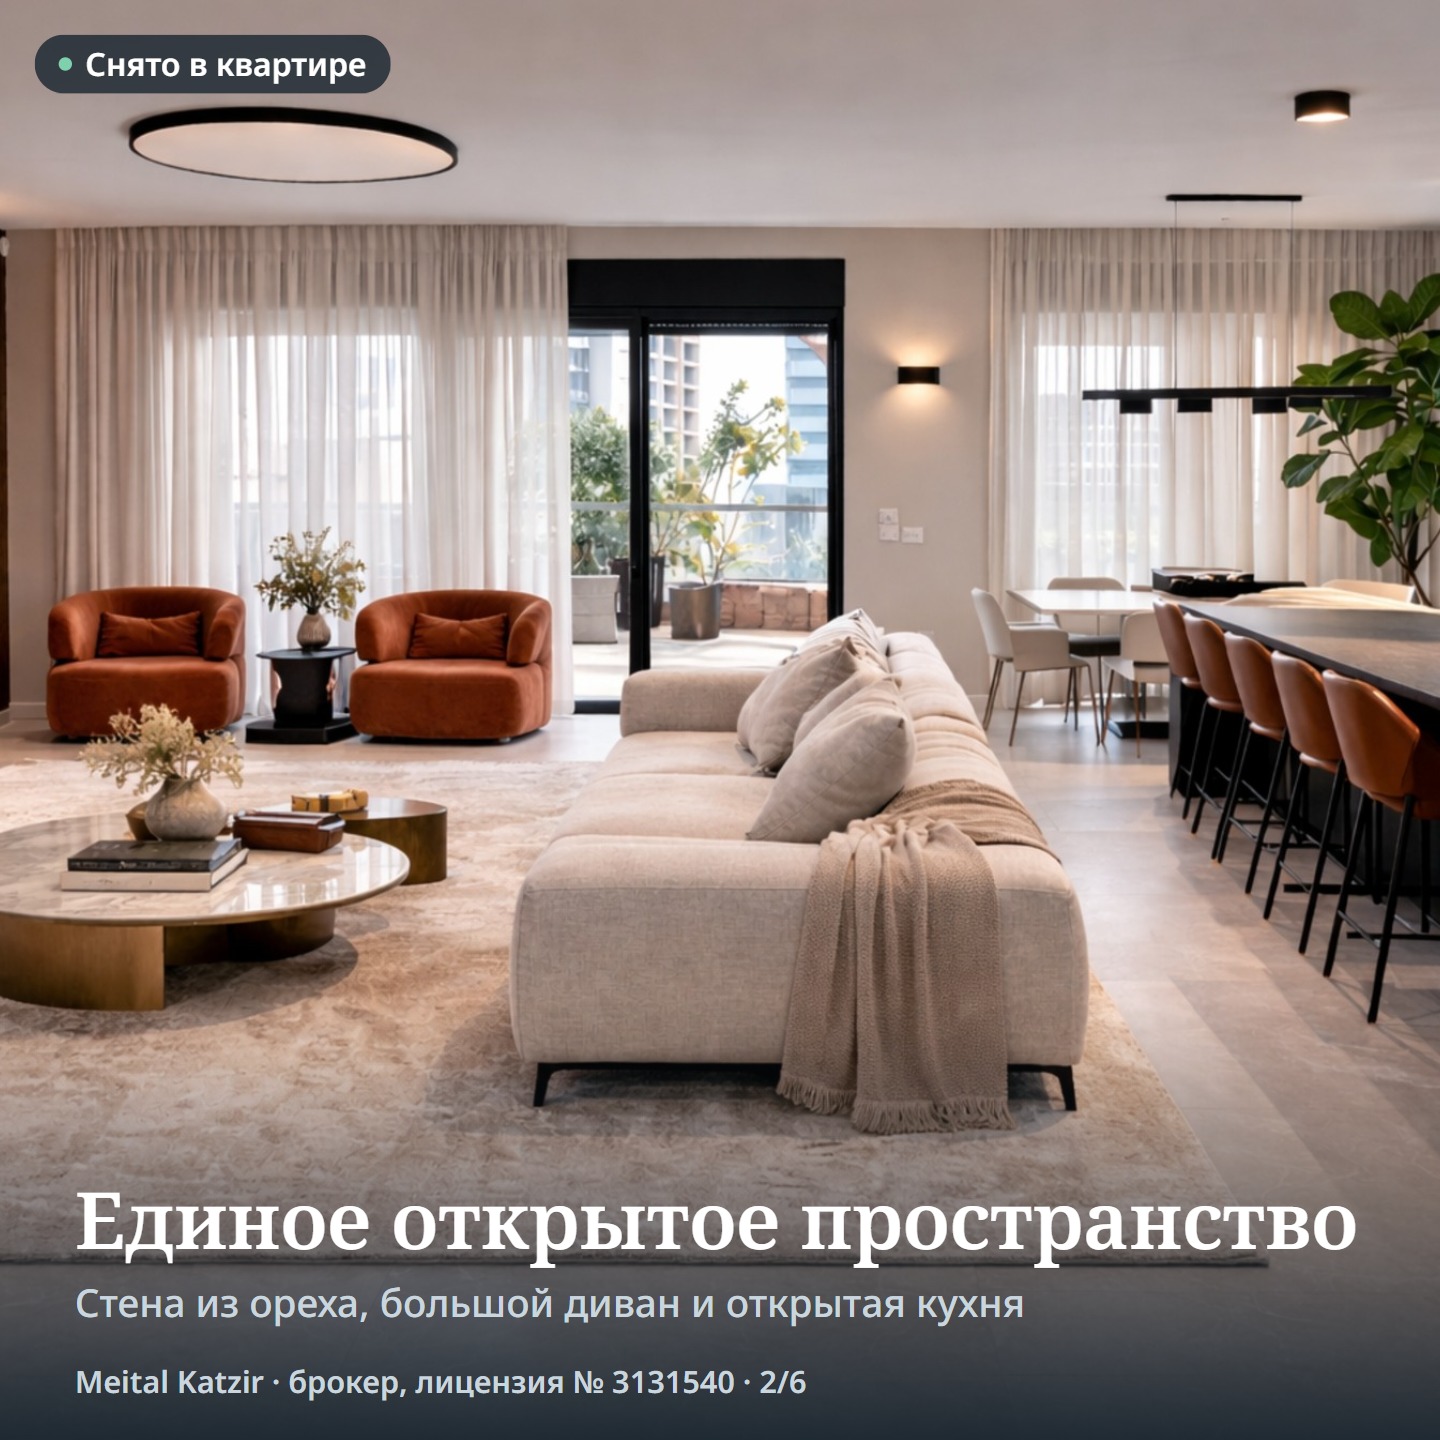 Снято в квартире
Единое открытое пространство
Стена из ореха, большой диван и открытая кухня
Meital Katzir · брокер, лицензия № 3131540 · 2/6